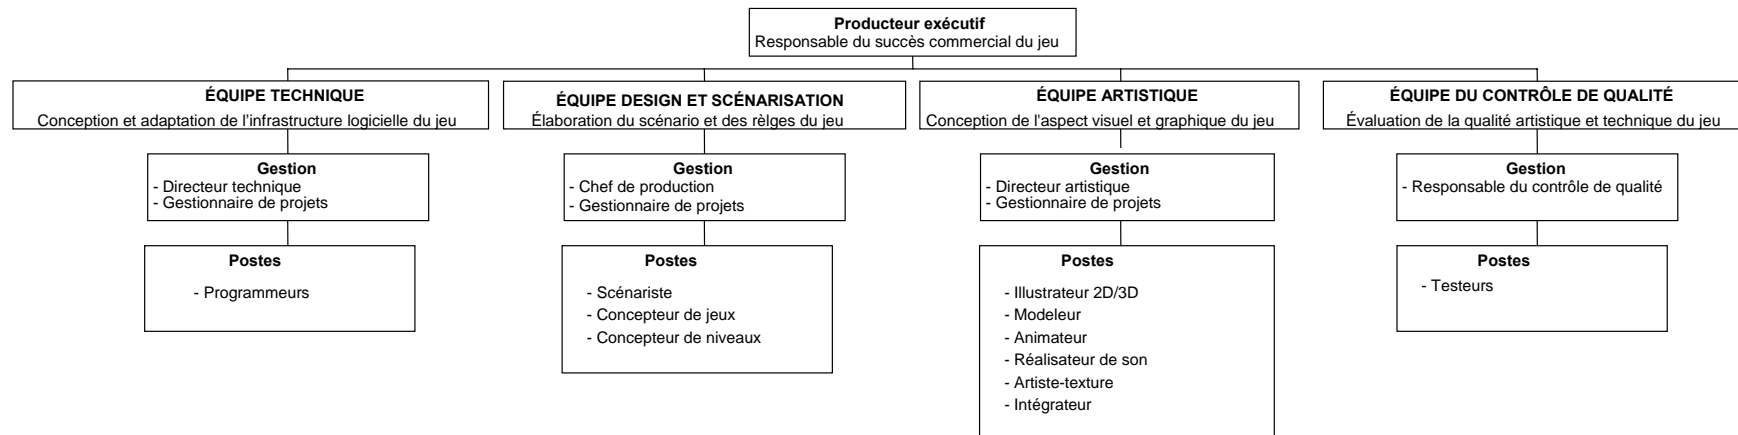 Producteur exécutif
Responsable du succès commercial du jeu
ÉQUIPE TECHNIQUE
Conception et adaptation de l'infrastructure logicielle du jeu
ÉQUIPE DESIGN ET SCÉNARISATION
Élaboration du scénario et des rèlges du jeu
ÉQUIPE ARTISTIQUE
Conception de l'aspect visuel et graphique du jeu
ÉQUIPE DU CONTRÔLE DE QUALITÉ
Évaluation de la qualité artistique et technique du jeu
Gestion
- Directeur technique
- Gestionnaire de projets
Gestion
- Chef de production
- Gestionnaire de projets
Gestion
- Directeur artistique
- Gestionnaire de projets
Gestion
- Responsable du contrôle de qualité
Postes
- Programmeurs
Postes
- Scénariste
- Concepteur de jeux
- Concepteur de niveaux
Postes
- Illustrateur 2D/3D
- Modeleur
- Animateur
- Réalisateur de son
- Artiste-texture
- Intégrateur
Postes
- Testeurs